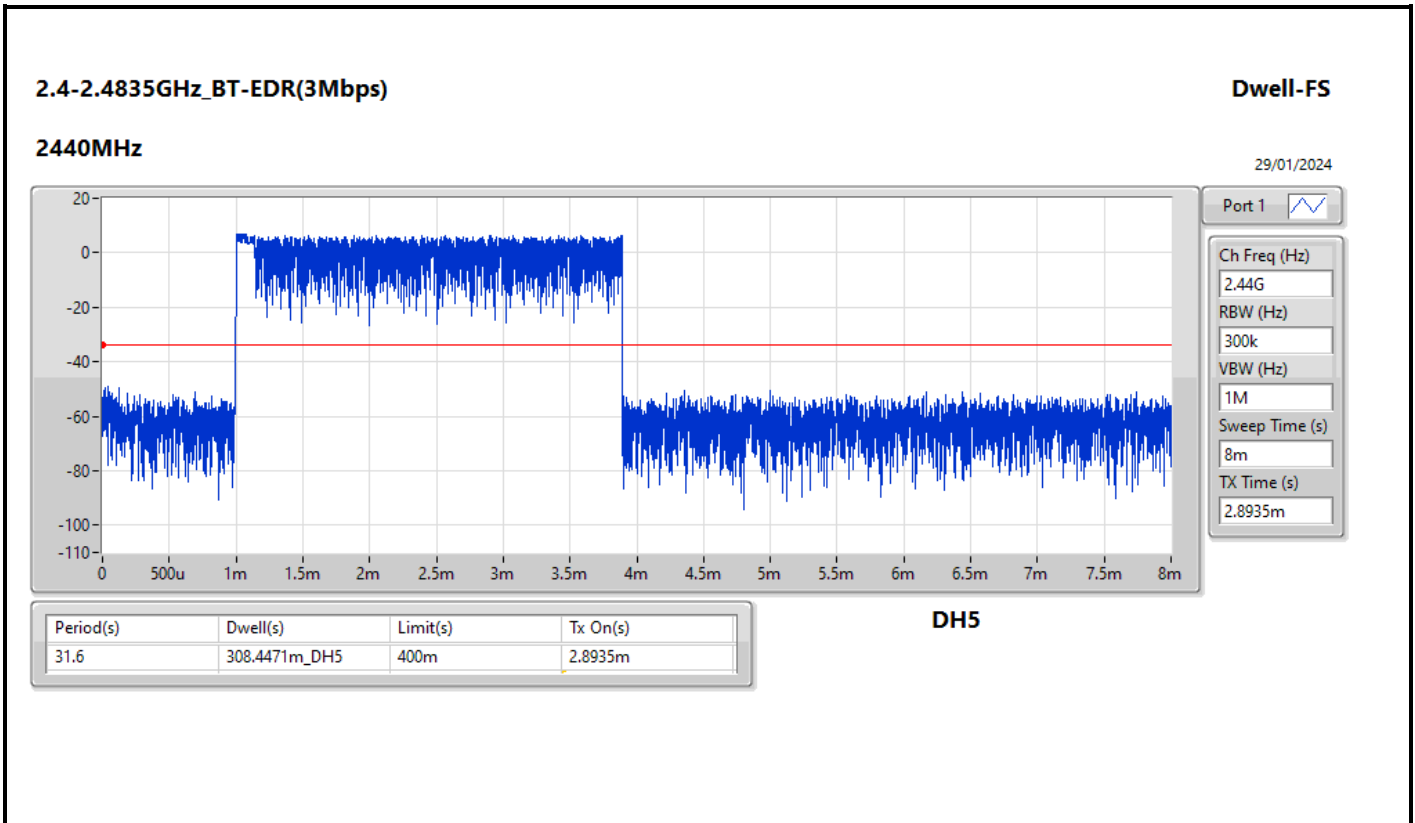 2.4-2.4835GHz_BT-EDR(3Mbps) Dwell-FS
2440MHz
29/01/2024
Port 1
20
0
-20
-40
-60
-80
-100
-110
0 500u 1m 1.5m 2m 2.5m 3m 3.5m 4m 4.5m 5m 5.5m 6m 6.5m 7m 7.5m 8m
Ch Freq (Hz)
2.44G
RBW (Hz)
300k
VBW (Hz)
1M
Sweep Time (s)
8m
TX Time (s)
2.8935m
DH5
Period(s) Dwell(s) Limit(s) Tx On(s)
31.6 308.4471m_DH5 400m 2.8935m